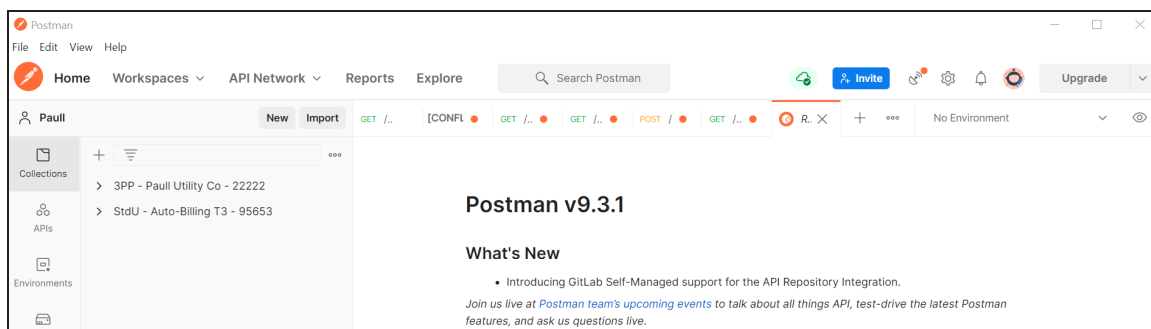 Postman
File Edit View Help
Home Workspaces API Network Reports Explore Search Postman Invite Upgrade
Paull New Import GET /.. [CONFL GET /.. GET /.. POST / GET /.. R.. No Environment
Collections
3PP - Paull Utility Co - 22222
StdU - Auto-Billing T3 - 95653
APIs
Environments
Postman v9.3.1
What's New
• Introducing GitLab Self-Managed support for the API Repository Integration.
Join us live at Postman team's upcoming events to talk about all things API, test-drive the latest Postman
features, and ask us questions live.